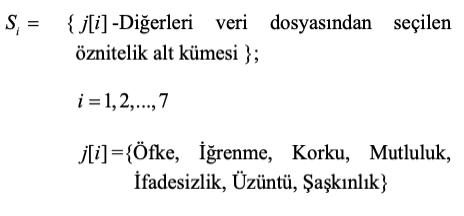 Sᵢ = { j[i]-Diğerleri veri dosyasından seçilen
öznitelik alt kümesi };
i = 1, 2,..., 7
j[i]={Öfke, İğrenme, Korku, Mutluluk,
İfadesizlik, Üzüntü, Şaşkınlık}